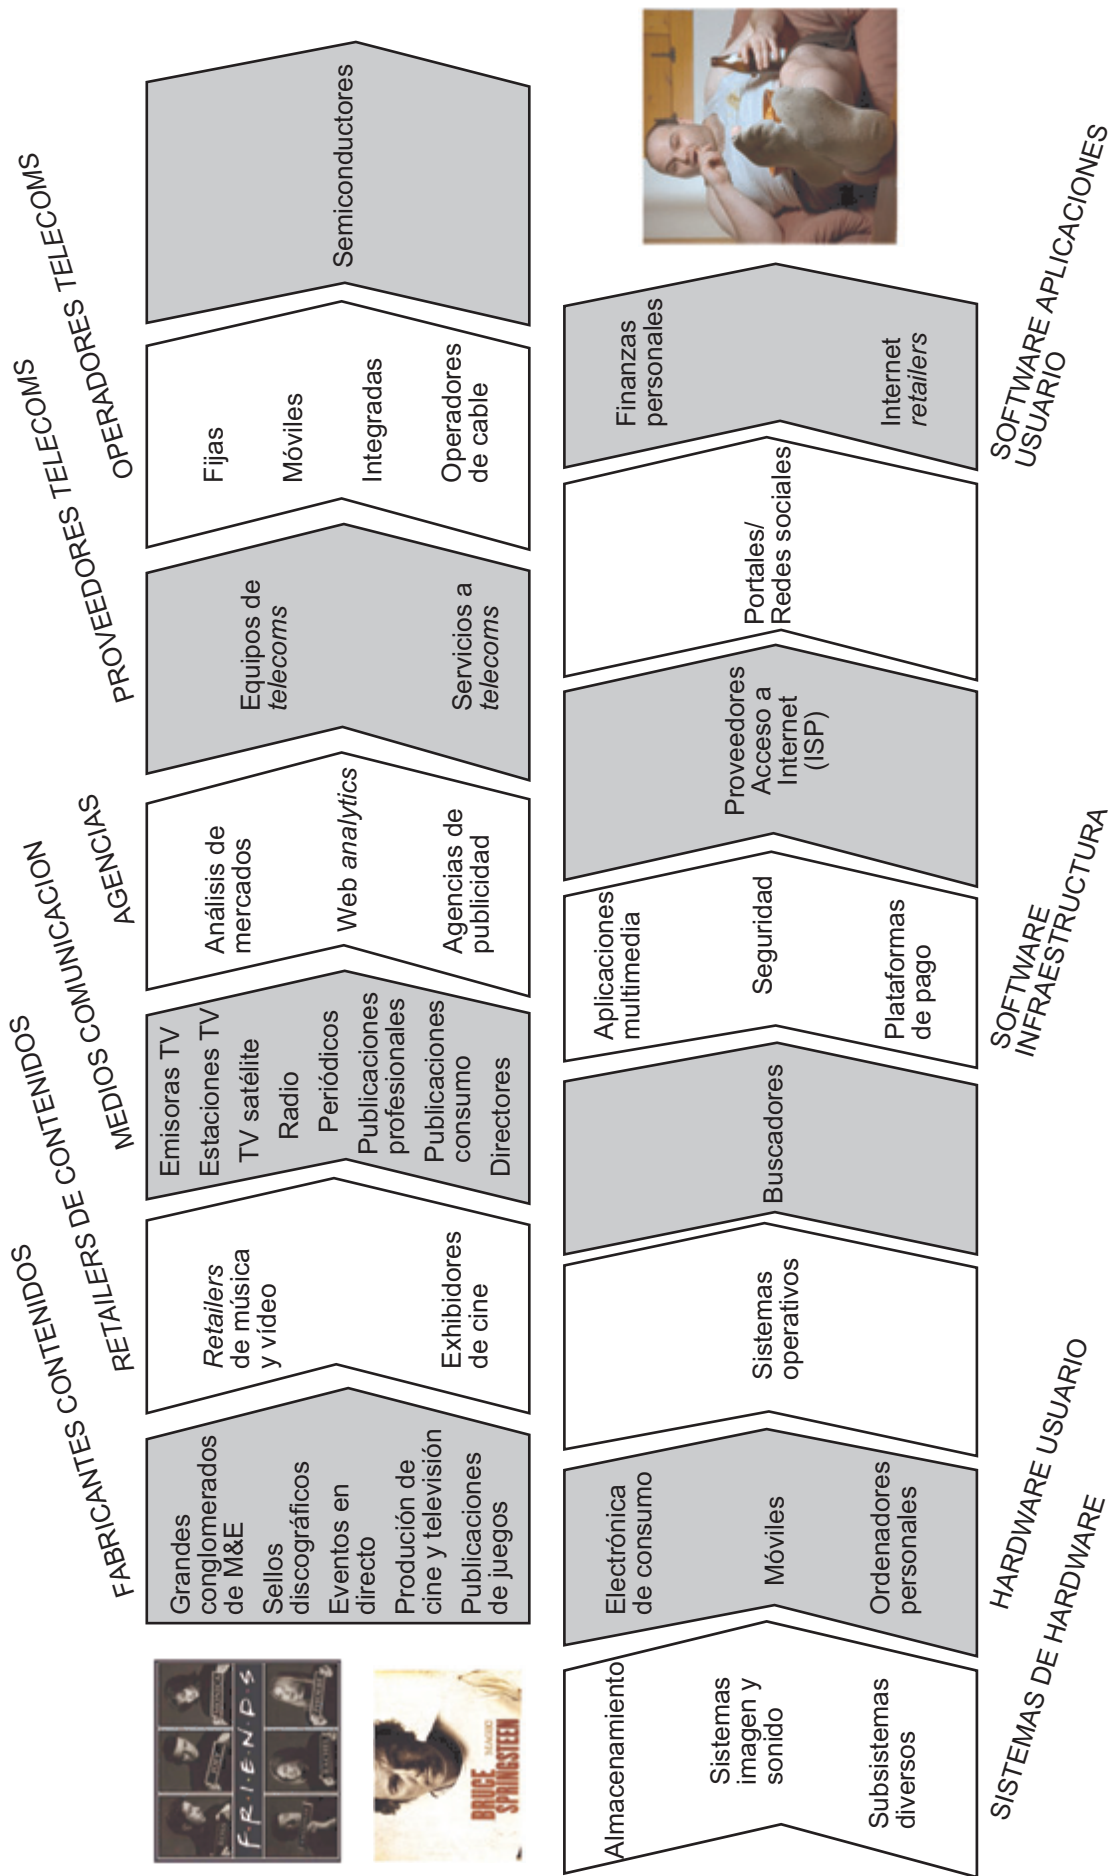 FABRICANTES CONTENIDOS
RETAILERS DE CONTENIDOS
MEDIOS COMUNICACION
AGENCIAS
PROVEEDORES TELECOMS
OPERADORES TELECOMS
F·R·I·E·N·D·S
BRUCE
SPRINGSTEEN
MAGIC
Grandes
conglomerados
de M&E
Sellos
discográficos
Eventos en
directo
Produción de
cine y televisión
Publicaciones
de juegos
Retailers
de música
y vídeo
Exhibidores
de cine
Emisoras TV
Estaciones TV
TV satélite
Radio
Periódicos
Publicaciones
profesionales
Publicaciones
consumo
Directores
Análisis de
mercados
Web analytics
Agencias de
publicidad
Equipos de
telecoms
Servicios a
telecoms
Fijas
Móviles
Integradas
Operadores
de cable
Semiconductores
Almacenamiento
Sistemas
imagen y
sonido
Subsistemas
diversos
Electrónica
de consumo
Móviles
Ordenadores
personales
Sistemas
operativos
Buscadores
Aplicaciones
multimedia
Seguridad
Plataformas
de pago
Proveedores
Acceso a
Internet
(ISP)
Portales/
Redes sociales
Finanzas
personales
Internet
retailers
SISTEMAS DE HARDWARE
HARDWARE USUARIO
SOFTWARE
INFRAESTRUCTURA
SOFTWARE APLICACIONES
USUARIO